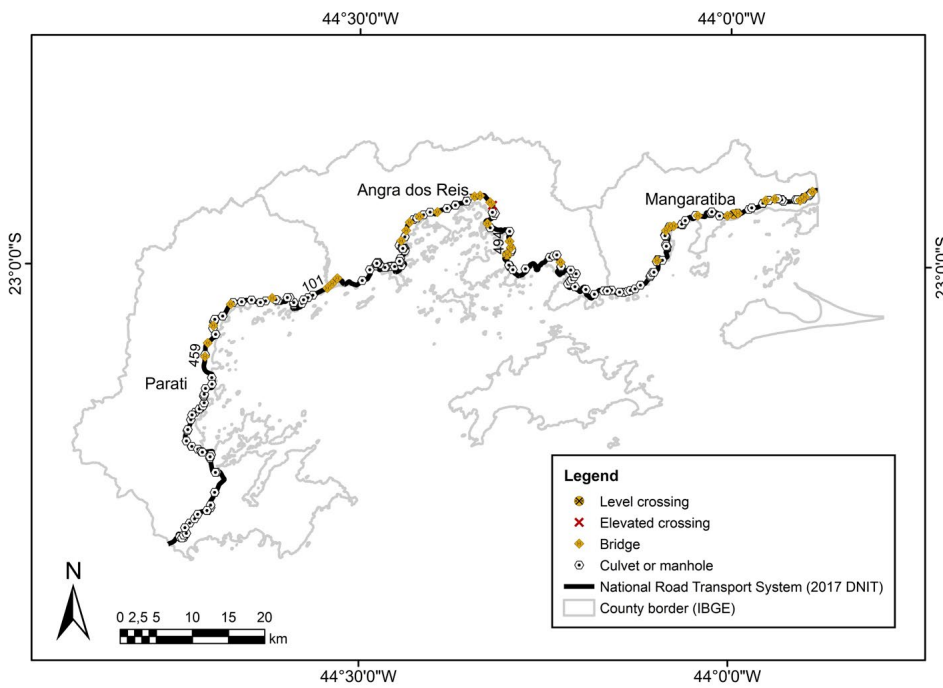 44°30'0"W 44°0'0"W
Angra dos Reis
Mangaratiba
494
23°0'0"S 23°0'0"S
101
459
Parati
Legend
Level crossing
Elevated crossing
Bridge
Culvet or manhole
National Road Transport System (2017 DNIT)
County border (IBGE)
N
0 2,5 5 10 15 20
km
44°30'0"W 44°0'0"W